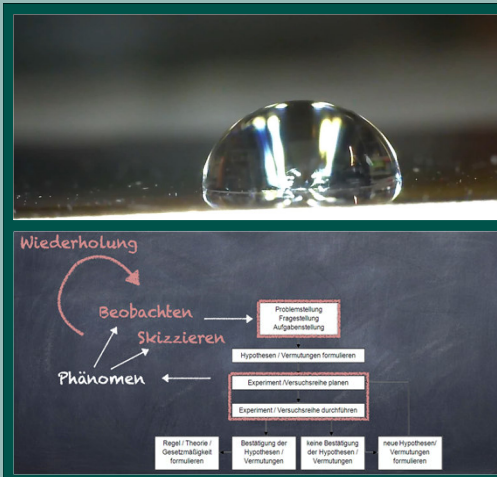 Wiederholung
Beobachten
Skizzieren
Phänomen
Problemstellung
Fragestellung
Aufgabenstellung
Hypothesen / Vermutungen formulieren
Experiment /Versuchsreihe planen
Experiment / Versuchsreihe durchführen
Regel / Theorie /
Gesetzmäßigkeit
formulieren
Bestätigung der
Hypothesen /
Vermutungen
keine Bestätigung
der Hypothesen /
Vermutungen
neue Hypothesen/
Vermutungen
formulieren